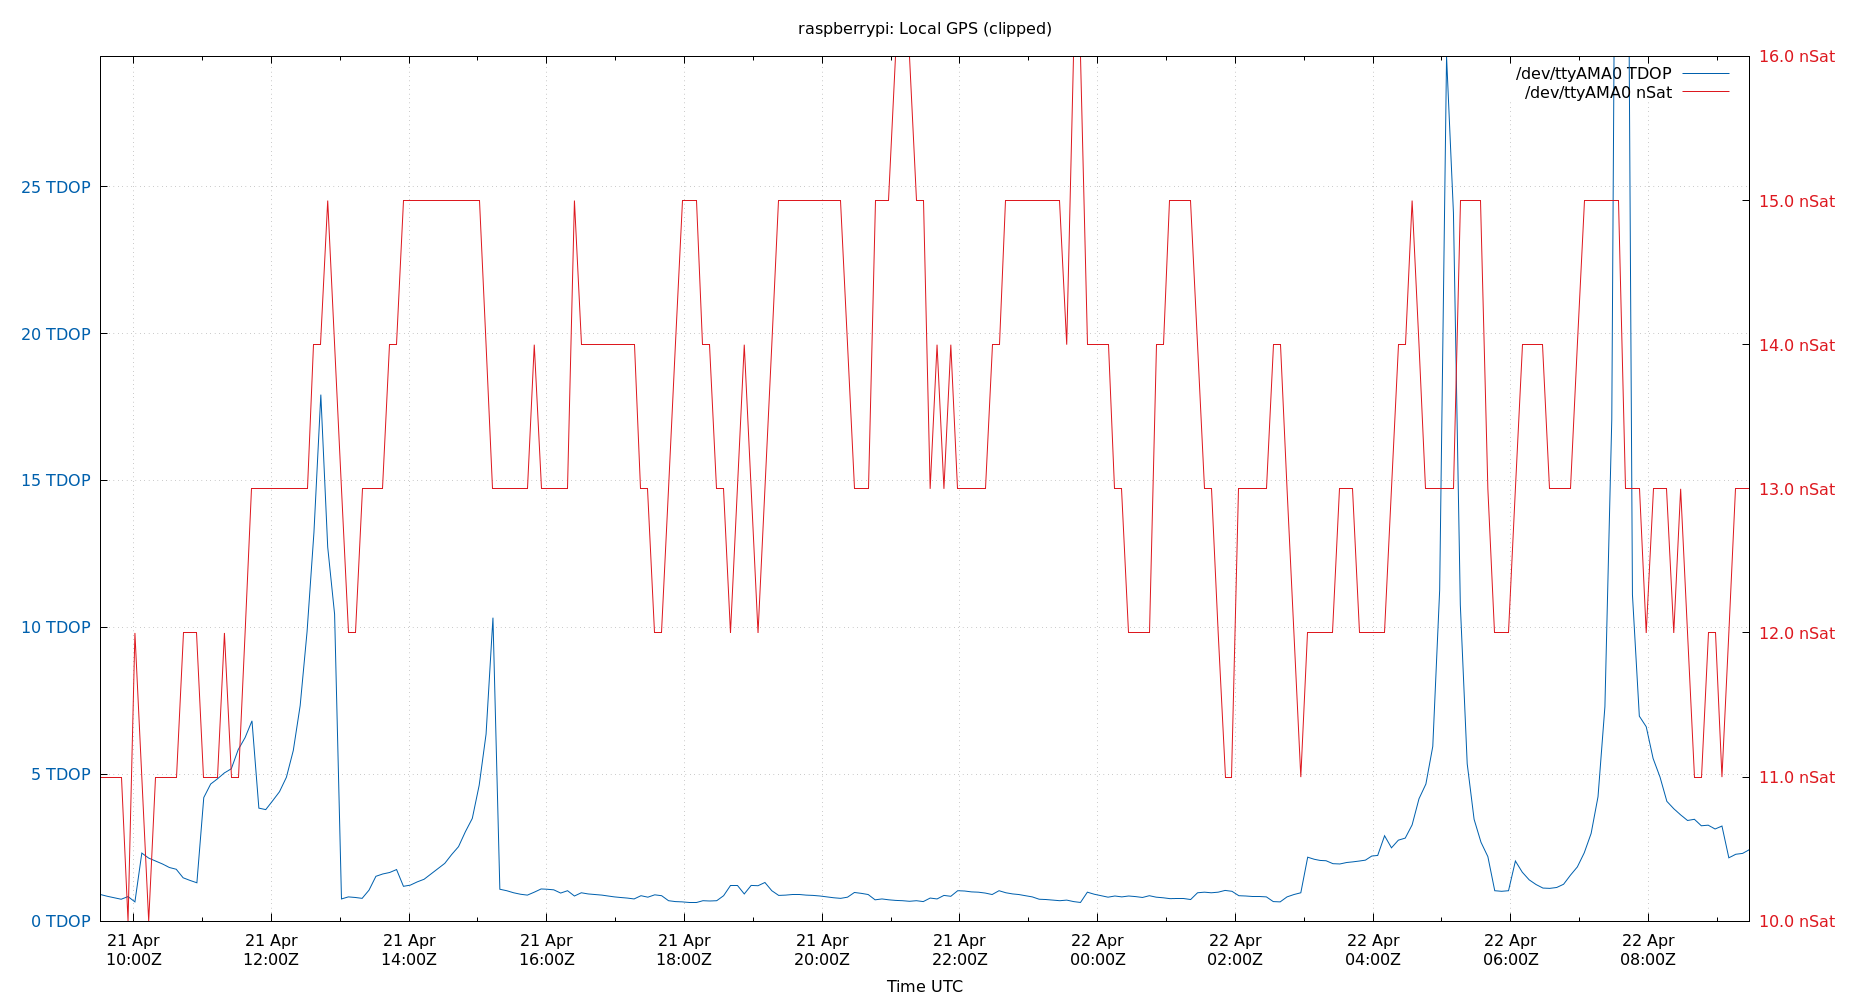 raspberrypi: Local GPS (clipped)
/dev/ttyAMA0 TDOP
/dev/ttyAMA0 nSat
25 TDOP
20 TDOP
15 TDOP
10 TDOP
5 TDOP
0 TDOP
16.0 nSat
15.0 nSat
14.0 nSat
13.0 nSat
12.0 nSat
11.0 nSat
10.0 nSat
21 Apr
10:00Z
21 Apr
12:00Z
21 Apr
14:00Z
21 Apr
16:00Z
21 Apr
18:00Z
21 Apr
20:00Z
21 Apr
22:00Z
22 Apr
00:00Z
22 Apr
02:00Z
22 Apr
04:00Z
22 Apr
06:00Z
22 Apr
08:00Z
Time UTC